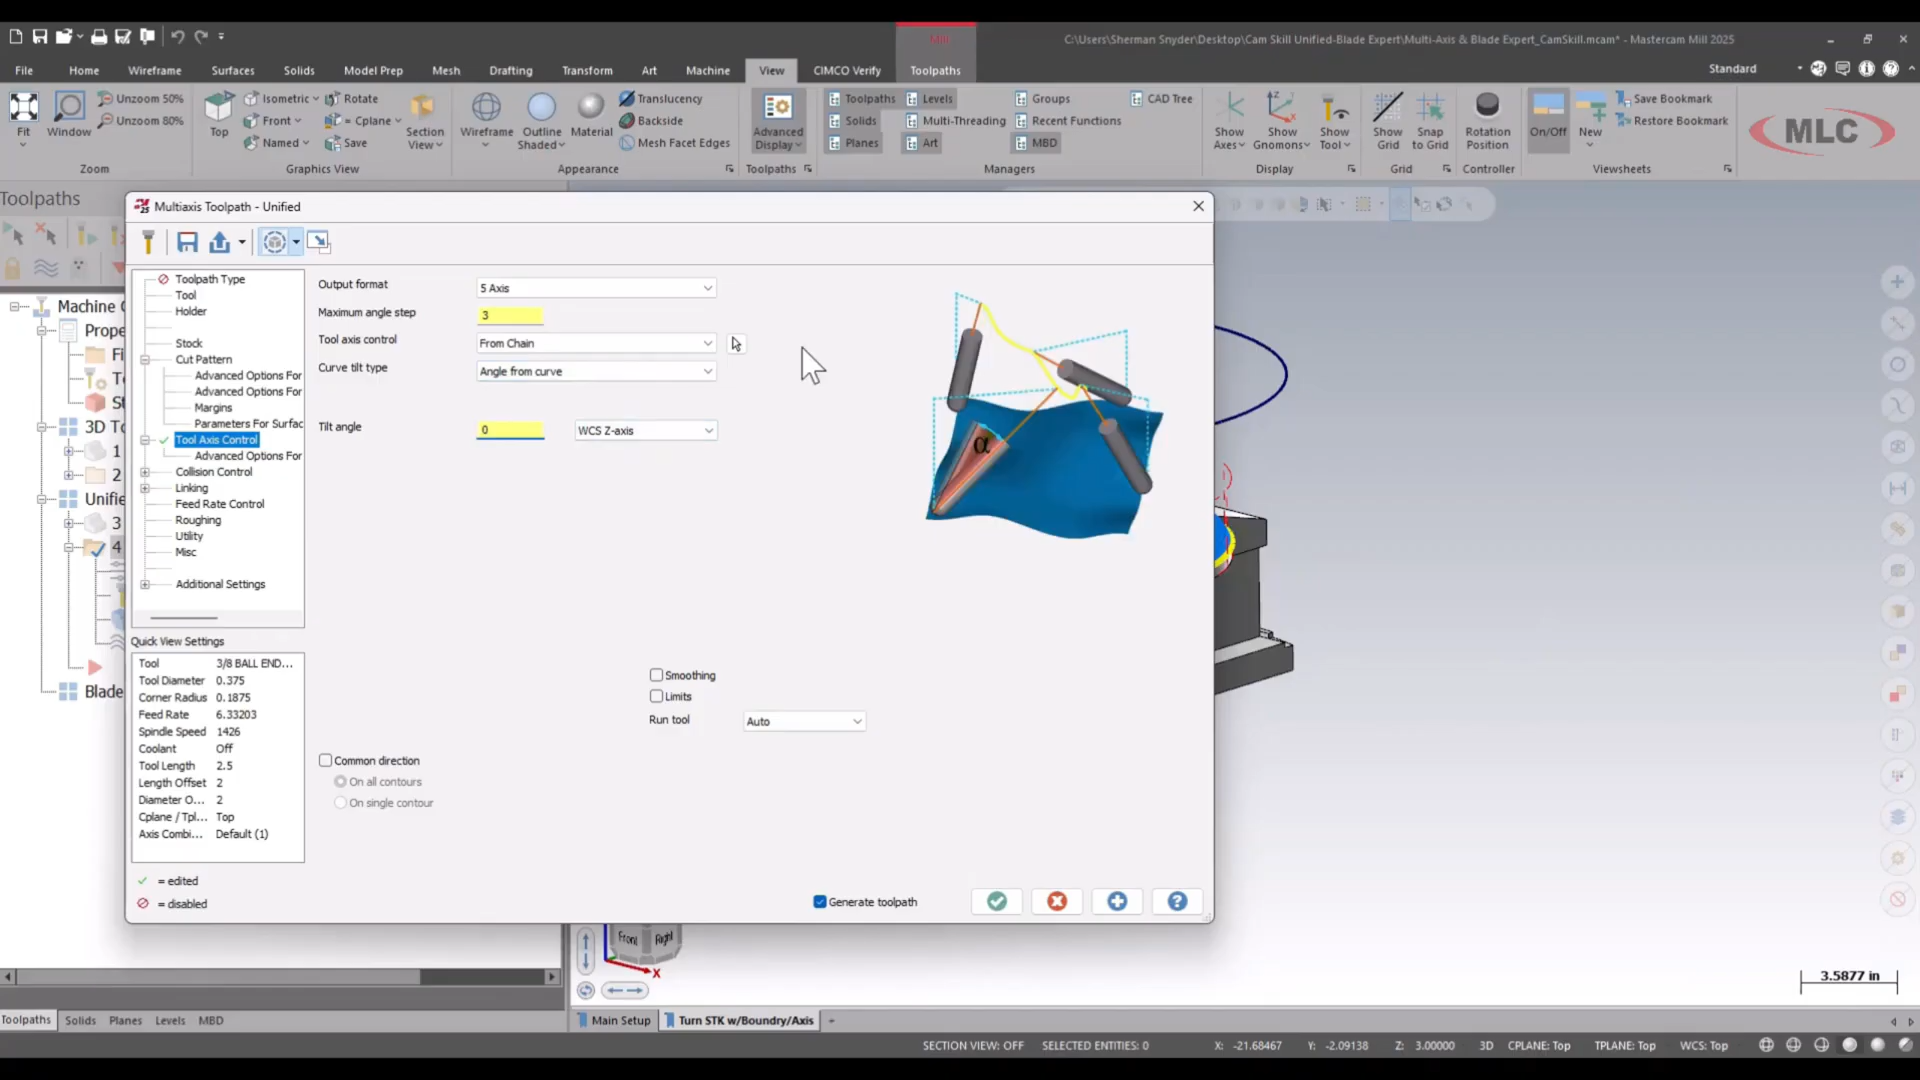 Mill
C:\Users\Sherman Snyder\Desktop\Cam Skill Unified-Blade Expert\Multi-Axis & Blade Expert_CamSkill.mcam* - Mastercam Mill 2025
File Home Wireframe Surfaces Solids Model Prep Mesh Drafting Transform Art Machine View CIMCO Verify Toolpaths Standard
Unzoom 50% Isometric Rotate Translucency Toolpaths Levels Groups CAD Tree Save Bookmark
Unzoom 80% Front = Cplane Backside Solids Multi-Threading Recent Functions Restore Bookmark
Named Save Mesh Facet Edges Planes Art MBD
Fit Window Top Section View Wireframe Outline Shaded Material Advanced Display Show Axes Show Gnomons Show Tool Show Grid Snap to Grid Rotation Position On/Off New
MLC
Zoom Graphics View Appearance Toolpaths Managers Display Grid Controller Viewsheets
Toolpaths
Multiaxis Toolpath - Unified
Machine
Prope
Fi
3D To
1
2
Unifie
3
4
Blade
Toolpath Type
Tool
Holder
Stock
Cut Pattern
Advanced Options For
Advanced Options For
Margins
Parameters For Surfac
Tool Axis Control
Advanced Options For
Collision Control
Linking
Feed Rate Control
Roughing
Utility
Misc
Additional Settings
Output format 5 Axis
Maximum angle step 3
Tool axis control From Chain
Curve tilt type Angle from curve
Tilt angle 0 WCS Z-axis
α
Smoothing
Limits
Run tool Auto
Common direction
On all contours
On single contour
Quick View Settings
Tool 3/8 BALL END...
Tool Diameter 0.375
Corner Radius 0.1875
Feed Rate 6.33203
Spindle Speed 1426
Coolant Off
Tool Length 2.5
Length Offset 2
Diameter O... 2
Cplane / Tpl... Top
Axis Combi... Default (1)
= edited
= disabled
Generate toolpath
Front Right
X
3.5877 in
Toolpaths Solids Planes Levels MBD
Main Setup Turn STK w/Boundry/Axis +
SECTION VIEW: OFF SELECTED ENTITIES: 0 X: -21.68467 Y: -2.09138 Z: 3.00000 3D CPLANE: Top TPLANE: Top WCS: Top